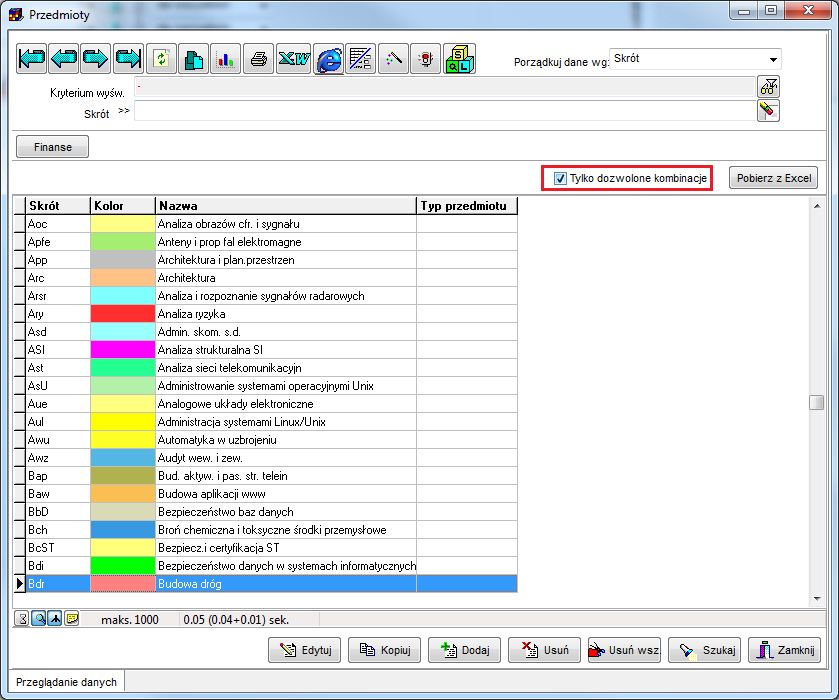 Przedmioty
Porządkuj dane wg: Skrót
Kryterium wyśw.
Skrót >>
Finanse
Tylko dozwolone kombinacje Pobierz z Excel
Skrót Kolor Nazwa Typ przedmiotu
Aoc Analiza obrazów cfr. i sygnału
Apfe Anteny i prop fal elektromagne
App Architektura i plan.przestrzen
Arc Architektura
Arsr Analiza i rozpoznanie sygnałów radarowych
Ary Analiza ryzyka
Asd Admin. skom. s.d.
ASI Analiza strukturalna SI
Ast Analiza sieci telekomunikacyjn
AsU Administrowanie systemami operacyjnymi Unix
Aue Analogowe układy elektroniczne
Aul Administracja systemami Linux/Unix
Awu Automatyka w uzbrojeniu
Awz Audyt wew. i zew.
Bap Bud. aktyw. i pas. str. telein
Baw Budowa aplikacji www
BbD Bezpieczeństwo baz danych
Bch Broń chemiczna i toksyczne środki przemysłowe
BcST Bezpiecz.i certyfikacja ST
Bdi Bezpieczeństwo danych w systemach informatycznych
Bdr Budowa dróg
maks. 1000 0.05 (0.04+0.01) sek.
Edytuj Kopiuj Dodaj Usuń Usuń wsz Szukaj Zamknij
Przeglądanie danych